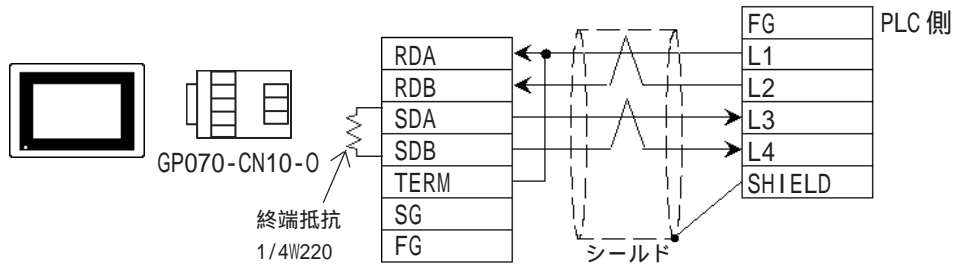 FG
PLC 側
RDA
L1
RDB
L2
SDA
L3
SDB
L4
TERM
SHIELD
SG
FG
GP070-CN10-O
終端抵抗
1/4W220
シールド